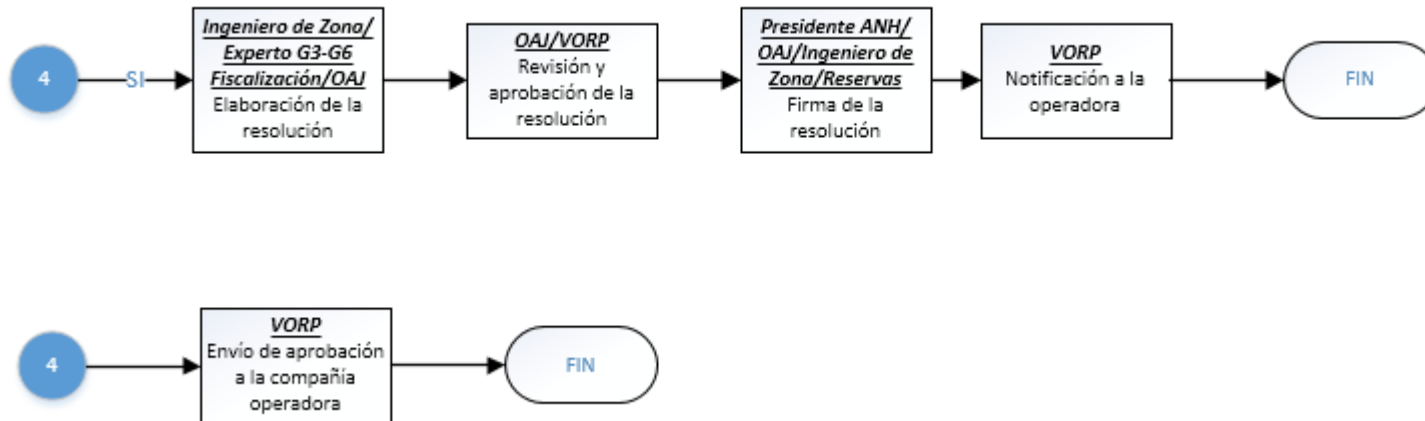 4
SI
Ingeniero de Zona/
Experto G3-G6
Fiscalización/OAJ
Elaboración de la
resolución
OAJ/VORP
Revisión y
aprobación de la
resolución
Presidente ANH/
OAJ/Ingeniero de
Zona/Reservas
Firma de la
resolución
VORP
Notificación a la
operadora
FIN
4
VORP
Envío de aprobación
a la compañía
operadora
FIN